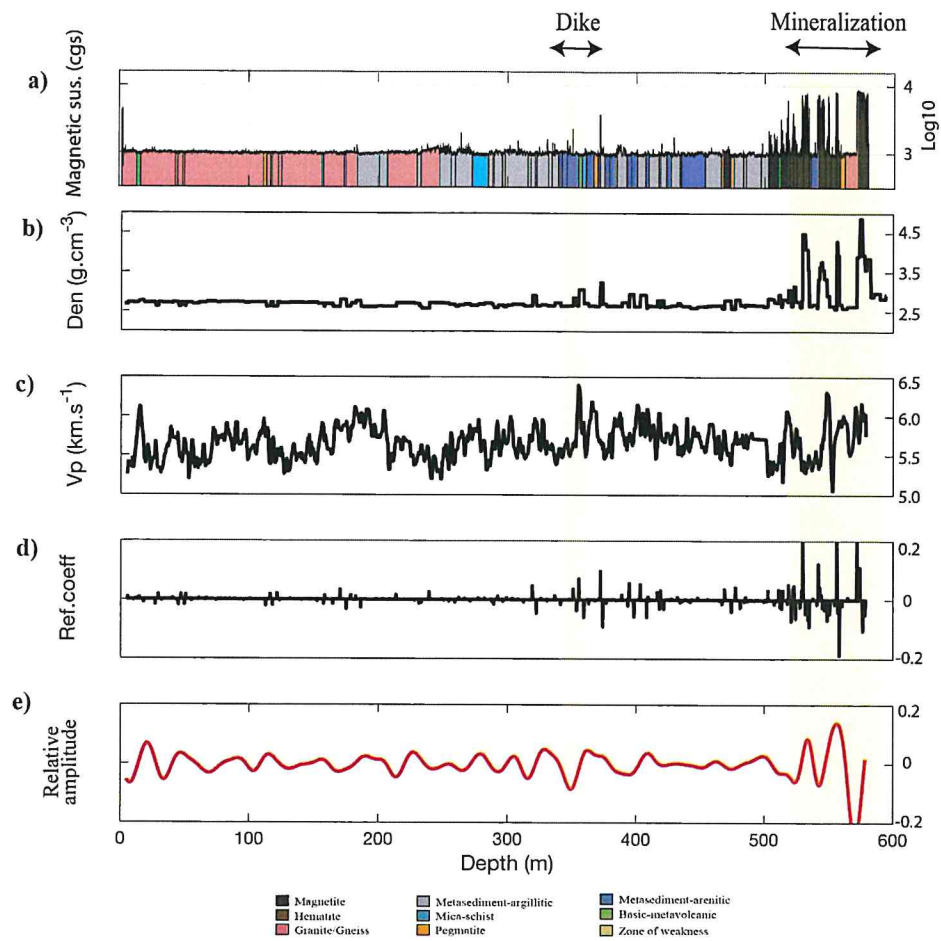 Dike
Mineralization
a)
Magnetic sus. (cgs)
4
3
Log10
b)
Den (g.cm-3)
4.5
3.5
2.5
c)
Vp (km.s-1)
6.5
6.0
5.5
5.0
d)
Ref.coeff
0.2
0
-0.2
e)
Relative
amplitude
0.2
0
-0.2
0 100 200 300 400 500 600
Depth (m)
Magnetite
Hematite
Granite/Gneiss
Metasediment-argillitic
Mica-schist
Pegmatite
Metasediment-arenitic
Basic-metavolcanic
Zone of weakness